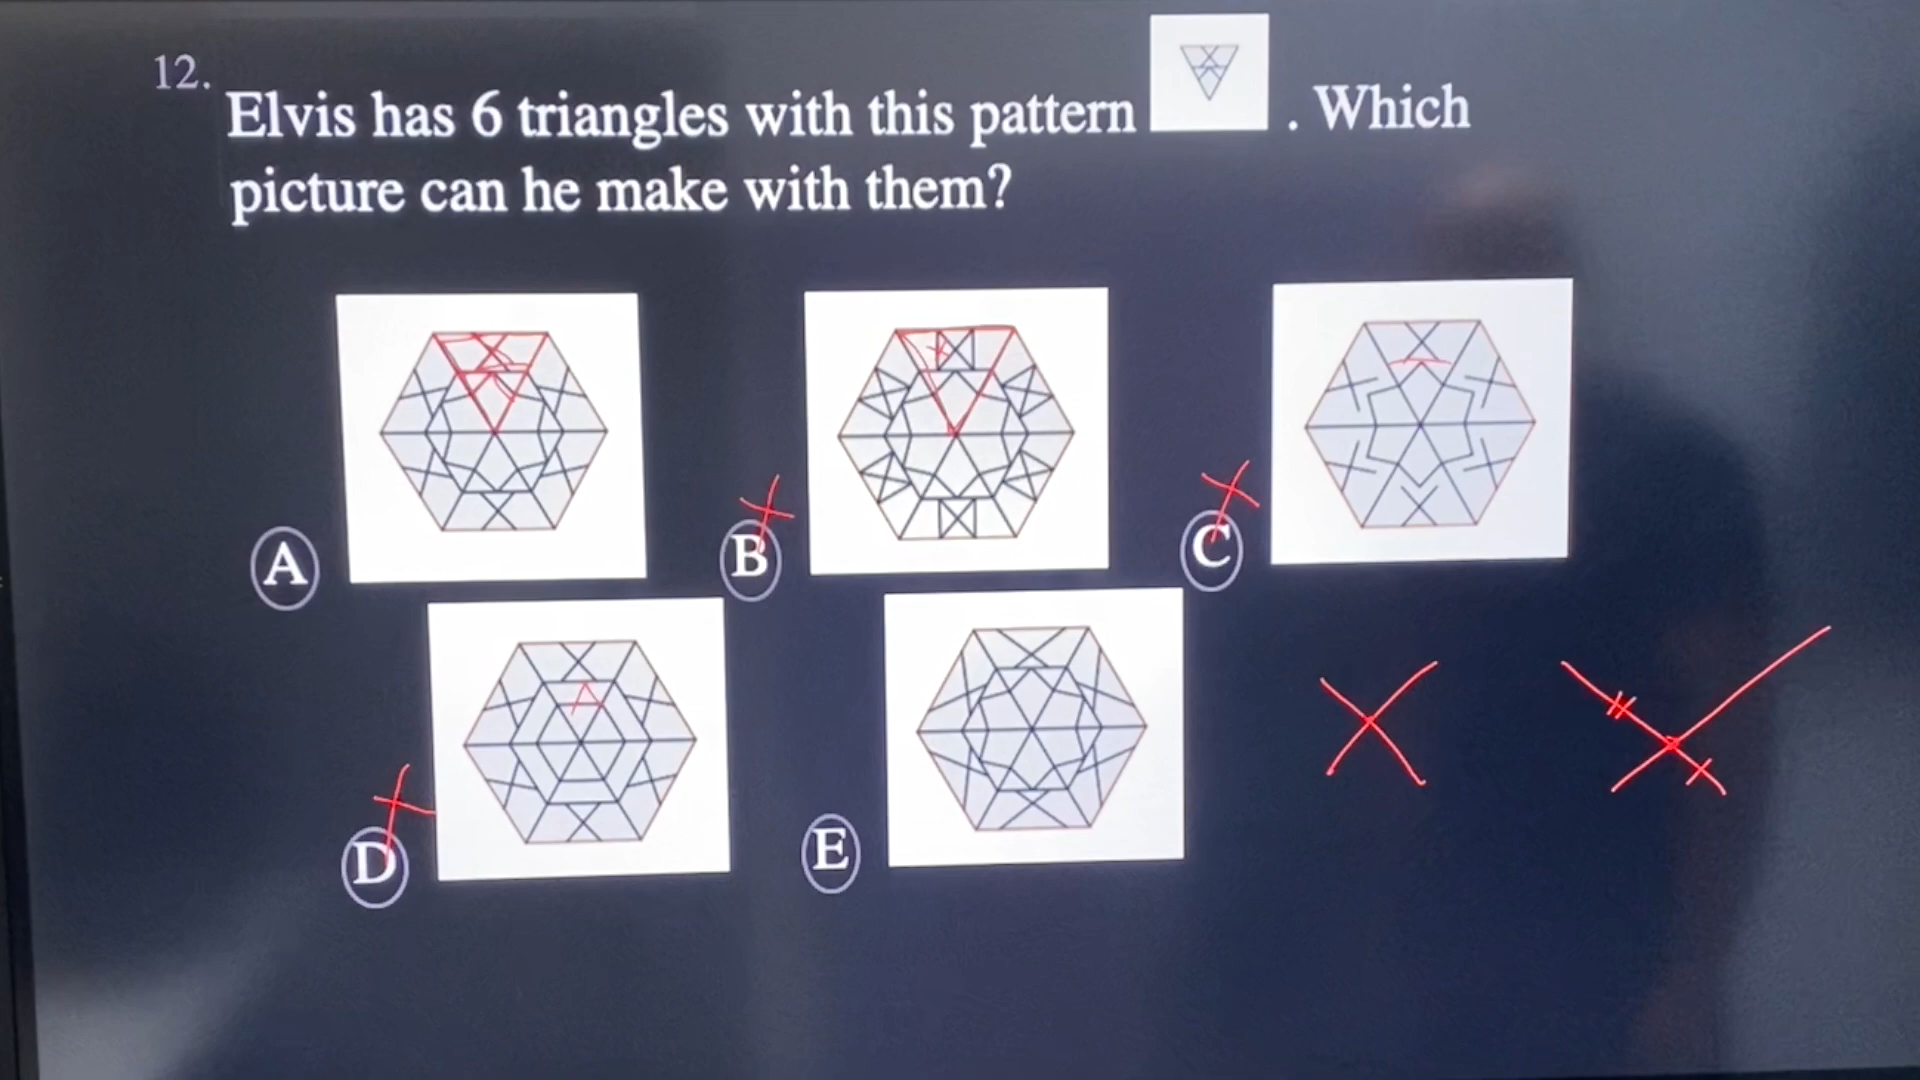 12.
Elvis has 6 triangles with this pattern . Which
picture can he make with them?
A
B
C
D
E